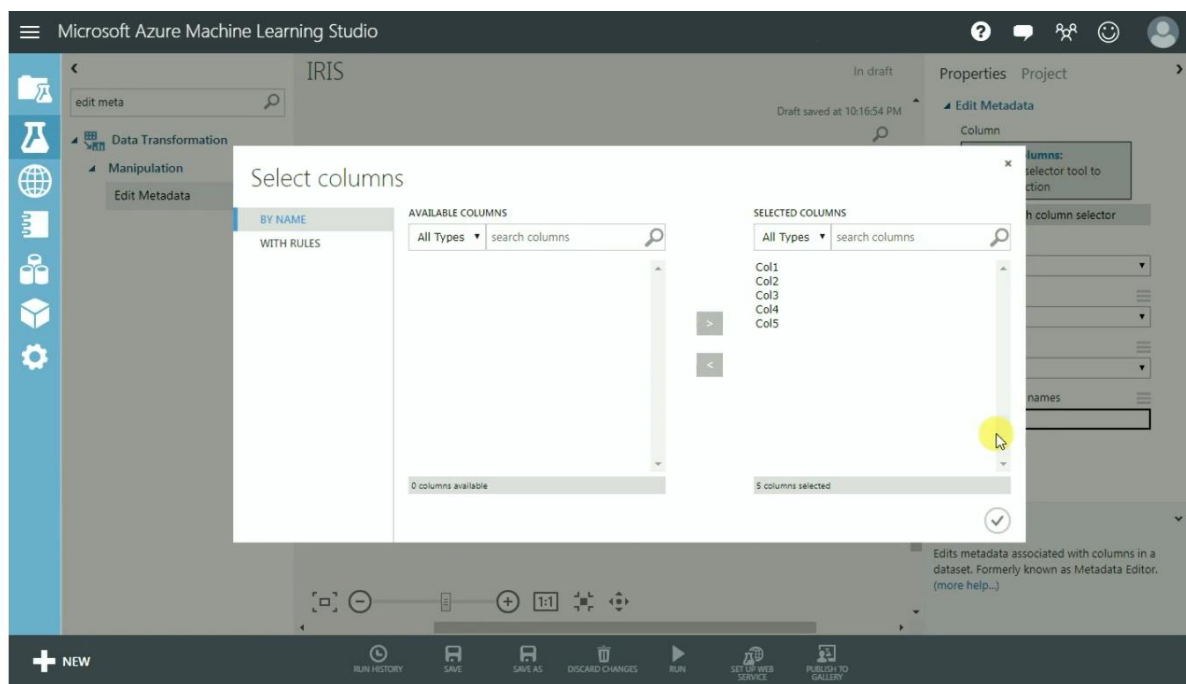 Microsoft Azure Machine Learning Studio
IRIS
In draft
Properties Project
edit meta
Draft saved at 10:16:54 PM
Edit Metadata
Data Transformation
Column
Manipulation
Edit Metadata
lumns:
selector tool to
ction
h column selector
names
Select columns
×
BY NAME
WITH RULES
AVAILABLE COLUMNS
All Types search columns
0 columns available
>
<
SELECTED COLUMNS
All Types search columns
Col1
Col2
Col3
Col4
Col5
5 columns selected
Edits metadata associated with columns in a
dataset. Formerly known as Metadata Editor.
(more help...)
1:1
NEW
RUN HISTORY
SAVE
SAVE AS
DISCARD CHANGES
RUN
SET UP WEB
SERVICE
PUBLISH TO
GALLERY